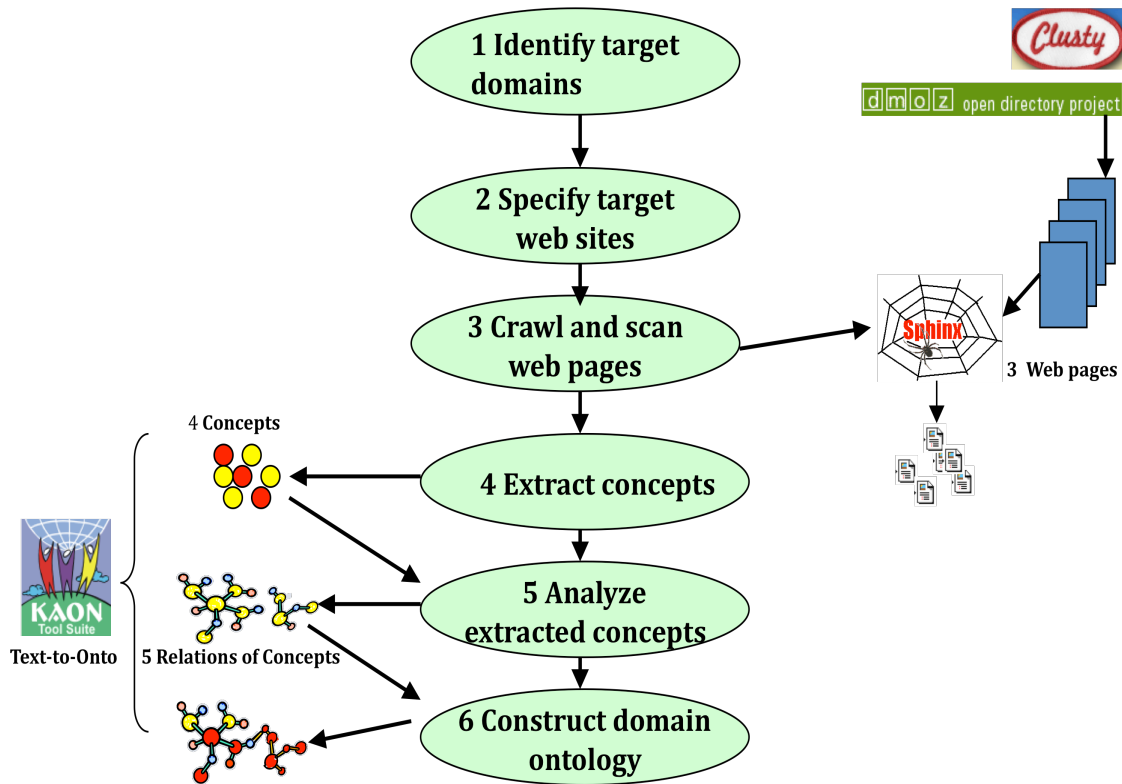 1 Identify target
domains
Clusty
dmoz open directory project
2 Specify target
web sites
3 Crawl and scan
web pages
Sphinx
3 Web pages
4 Concepts
4 Extract concepts
KAON
Tool Suite
Text-to-Onto
5 Analyze
extracted concepts
5 Relations of Concepts
6 Construct domain
ontology